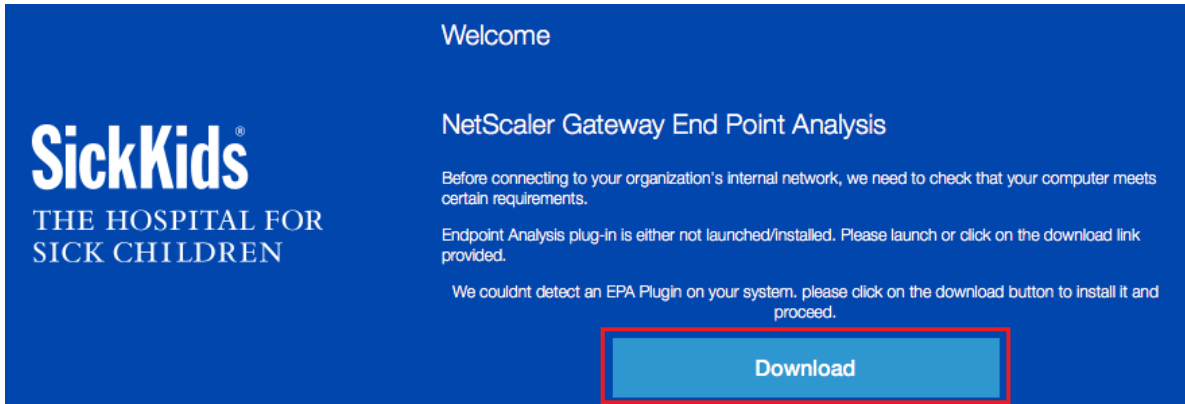 Welcome
SickKids®
THE HOSPITAL FOR
SICK CHILDREN
NetScaler Gateway End Point Analysis
Before connecting to your organization's internal network, we need to check that your computer meets
certain requirements.
Endpoint Analysis plug-in is either not launched/installed. Please launch or click on the download link
provided.
We couldnt detect an EPA Plugin on your system. please click on the download button to install it and
proceed.
Download